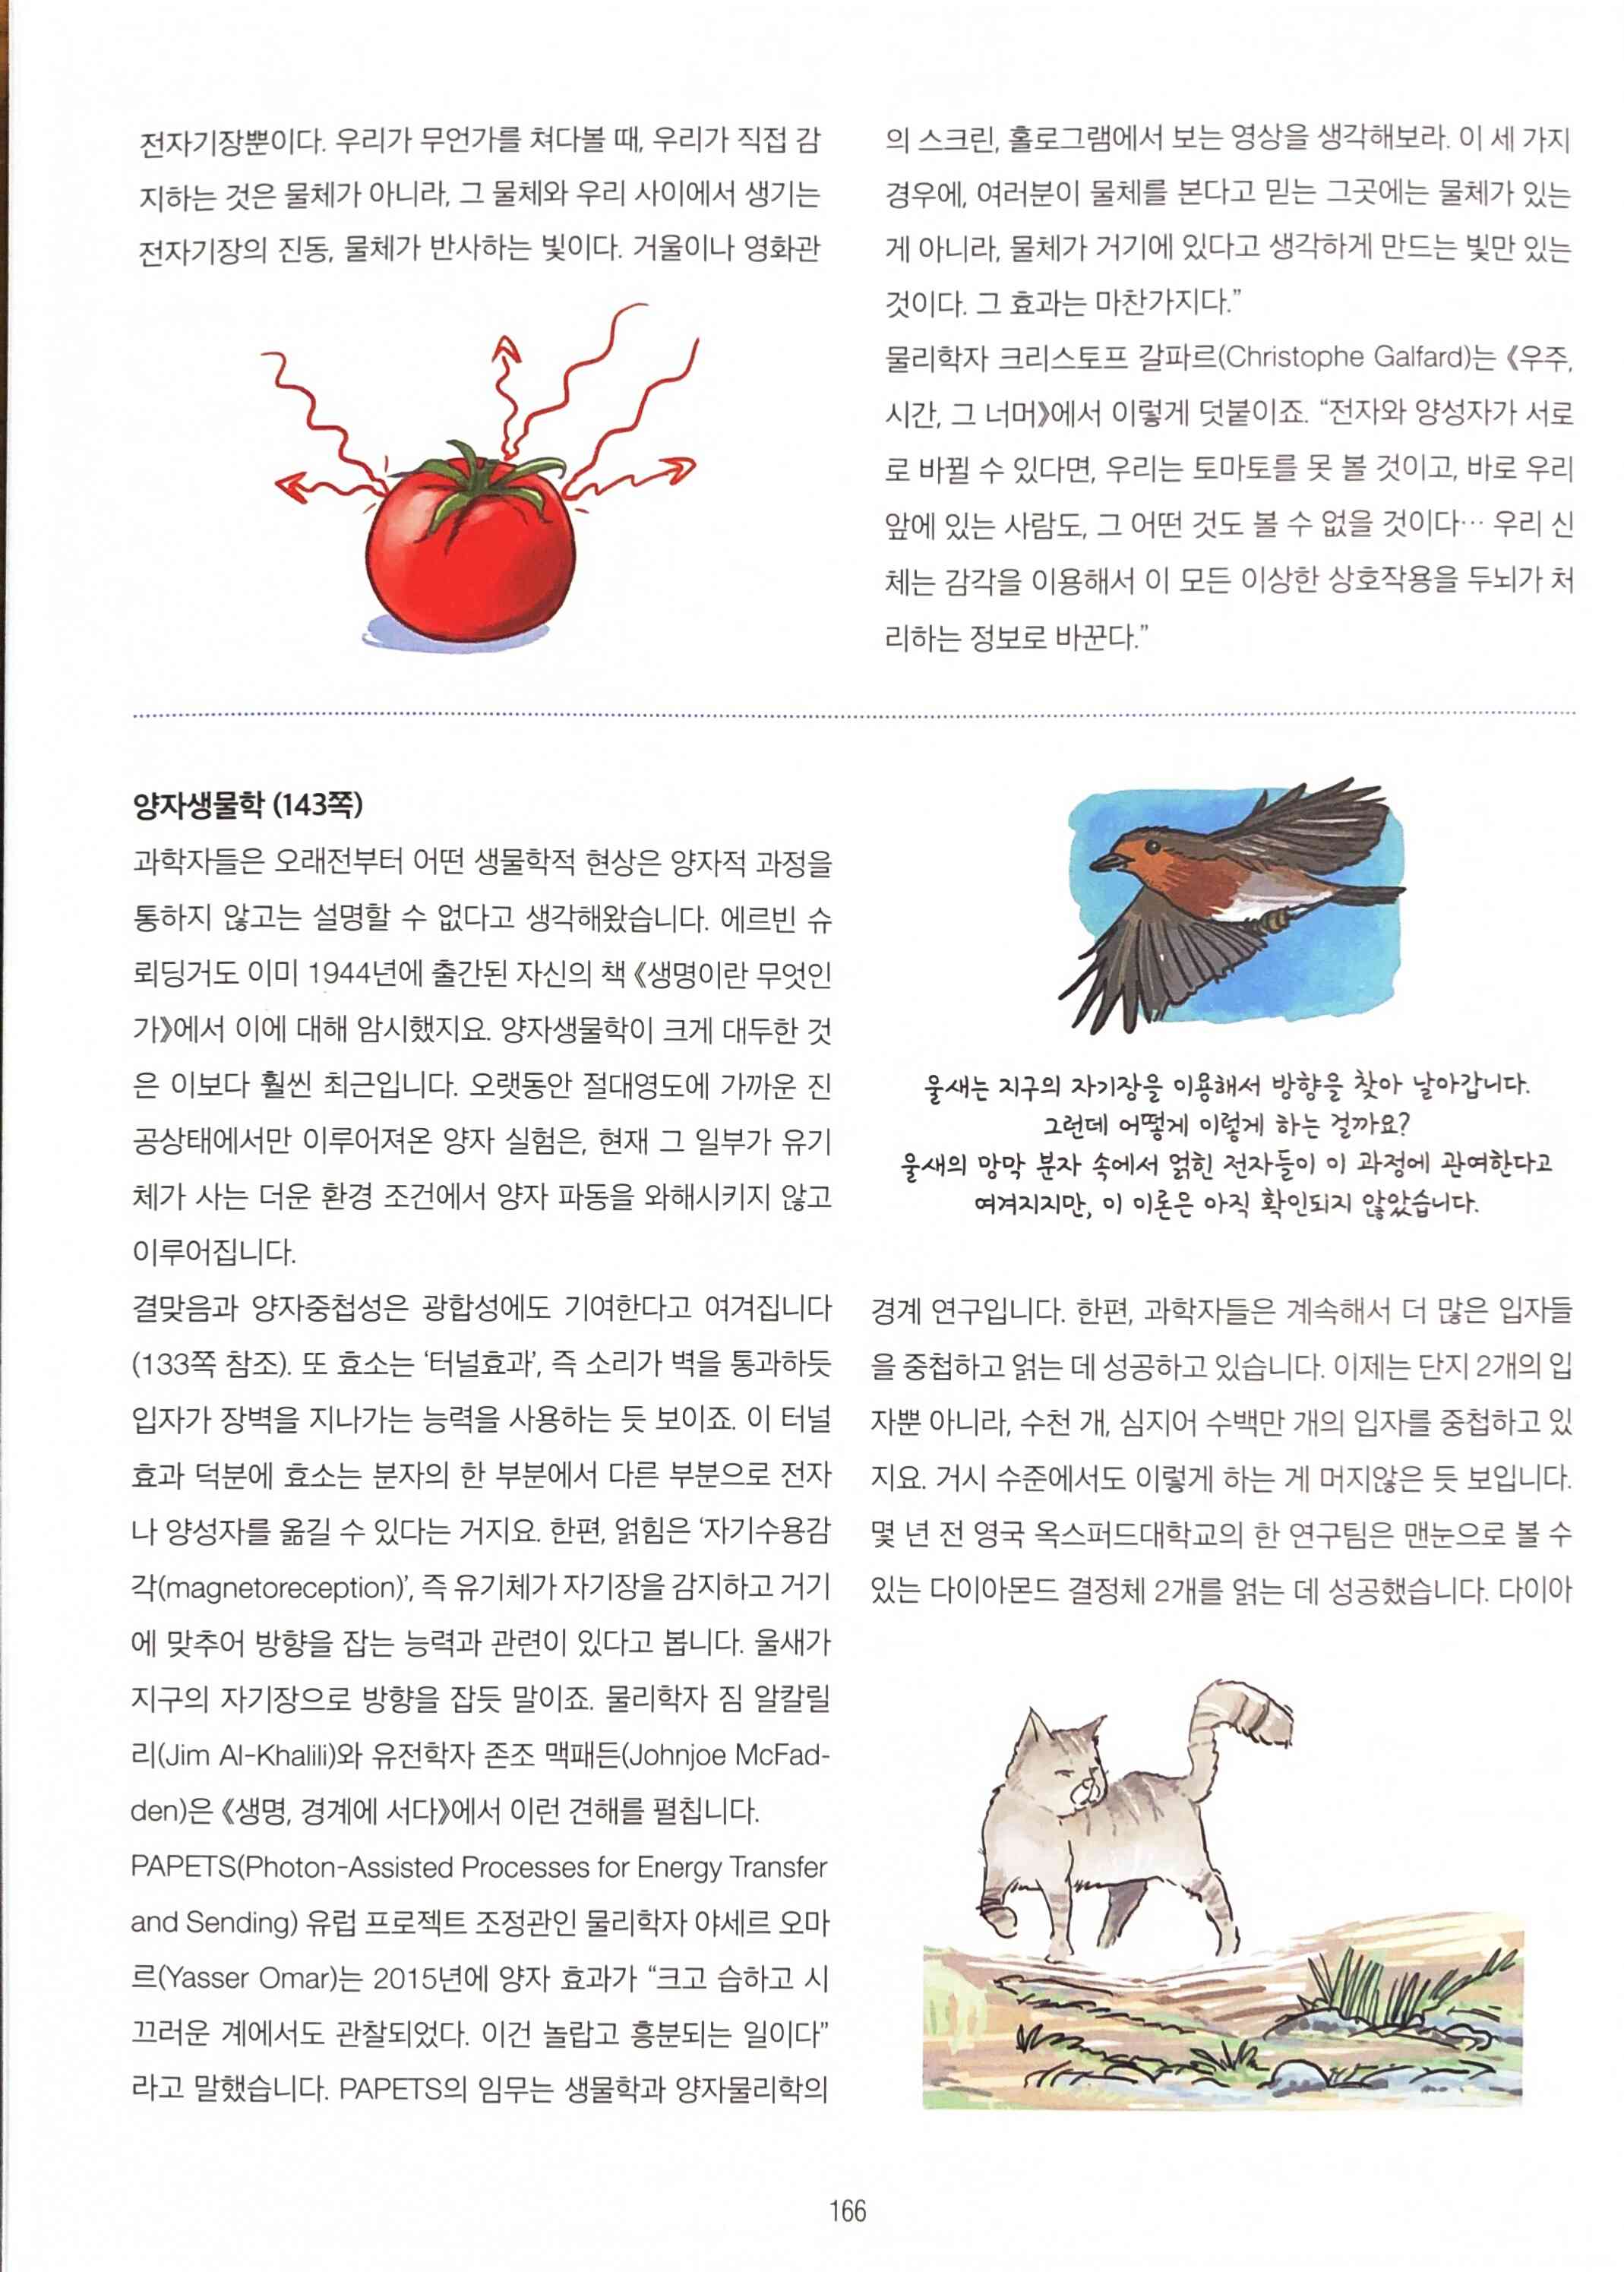 전자기장뿐이다. 우리가 무언가를 쳐다볼 때, 우리가 직접 감
지하는 것은 물체가 아니라, 그 물체와 우리 사이에서 생기는
전자기장의 진동, 물체가 반사하는 빛이다. 거울이나 영화관
의 스크린, 홀로그램에서 보는 영상을 생각해보라. 이 세 가지
경우에, 여러분이 물체를 본다고 믿는 그곳에는 물체가 있는
게 아니라, 물체가 거기에 있다고 생각하게 만드는 빛만 있는
것이다. 그 효과는 마찬가지다.”
물리학자 크리스토프 갈파르(Christophe Galfard)는 《우주,
시간, 그 너머》에서 이렇게 덧붙이죠. “전자와 양성자가 서로
로 바뀔 수 있다면, 우리는 토마토를 못 볼 것이고, 바로 우리
앞에 있는 사람도, 그 어떤 것도 볼 수 없을 것이다… 우리 신
체는 감각을 이용해서 이 모든 이상한 상호작용을 두뇌가 처
리하는 정보로 바꾼다.”
양자생물학 (143쪽)
과학자들은 오래전부터 어떤 생물학적 현상은 양자적 과정을
통하지 않고는 설명할 수 없다고 생각해왔습니다. 에르빈 슈
뢰딩거도 이미 1944년에 출간된 자신의 책 《생명이란 무엇인
가》에서 이에 대해 암시했지요. 양자생물학이 크게 대두한 것
은 이보다 훨씬 최근입니다. 오랫동안 절대영도에 가까운 진
공상태에서만 이루어져온 양자 실험은, 현재 그 일부가 유기
체가 사는 더운 환경 조건에서 양자 파동을 와해시키지 않고
이루어집니다.
결맞음과 양자중첩성은 광합성에도 기여한다고 여겨집니다
(133쪽 참조). 또 효소는 ‘터널효과’, 즉 소리가 벽을 통과하듯
입자가 장벽을 지나가는 능력을 사용하는 듯 보이죠. 이 터널
효과 덕분에 효소는 분자의 한 부분에서 다른 부분으로 전자
나 양성자를 옮길 수 있다는 거지요. 한편, 얽힘은 ‘자기수용감
각(magnetoreception)’, 즉 유기체가 자기장을 감지하고 거기
에 맞추어 방향을 잡는 능력과 관련이 있다고 봅니다. 울새가
지구의 자기장으로 방향을 잡듯 말이죠. 물리학자 짐 알칼릴
리(Jim Al-Khalili)와 유전학자 존조 맥패든(Johnjoe McFad-
den)은 《생명, 경계에 서다》에서 이런 견해를 펼칩니다.
PAPETS(Photon-Assisted Processes for Energy Transfer
and Sending) 유럽 프로젝트 조정관인 물리학자 야세르 오마
르(Yasser Omar)는 2015년에 양자 효과가 “크고 습하고 시
끄러운 계에서도 관찰되었다. 이건 놀랍고 흥분되는 일이다”
라고 말했습니다. PAPETS의 임무는 생물학과 양자물리학의
울새는 지구의 자기장을 이용해서 방향을 찾아 날아갑니다.
그런데 어떻게 이렇게 하는 걸까요?
울새의 망막 분자 속에서 얽힌 전자들이 이 과정에 관여한다고
여겨지지만, 이 이론은 아직 확인되지 않았습니다.
경계 연구입니다. 한편, 과학자들은 계속해서 더 많은 입자들
을 중첩하고 얽는 데 성공하고 있습니다. 이제는 단지 2개의 입
자뿐 아니라, 수천 개, 심지어 수백만 개의 입자를 중첩하고 있
지요. 거시 수준에서도 이렇게 하는 게 머지않은 듯 보입니다.
몇 년 전 영국 옥스퍼드대학교의 한 연구팀은 맨눈으로 볼 수
있는 다이아몬드 결정체 2개를 얽는 데 성공했습니다. 다이아
166